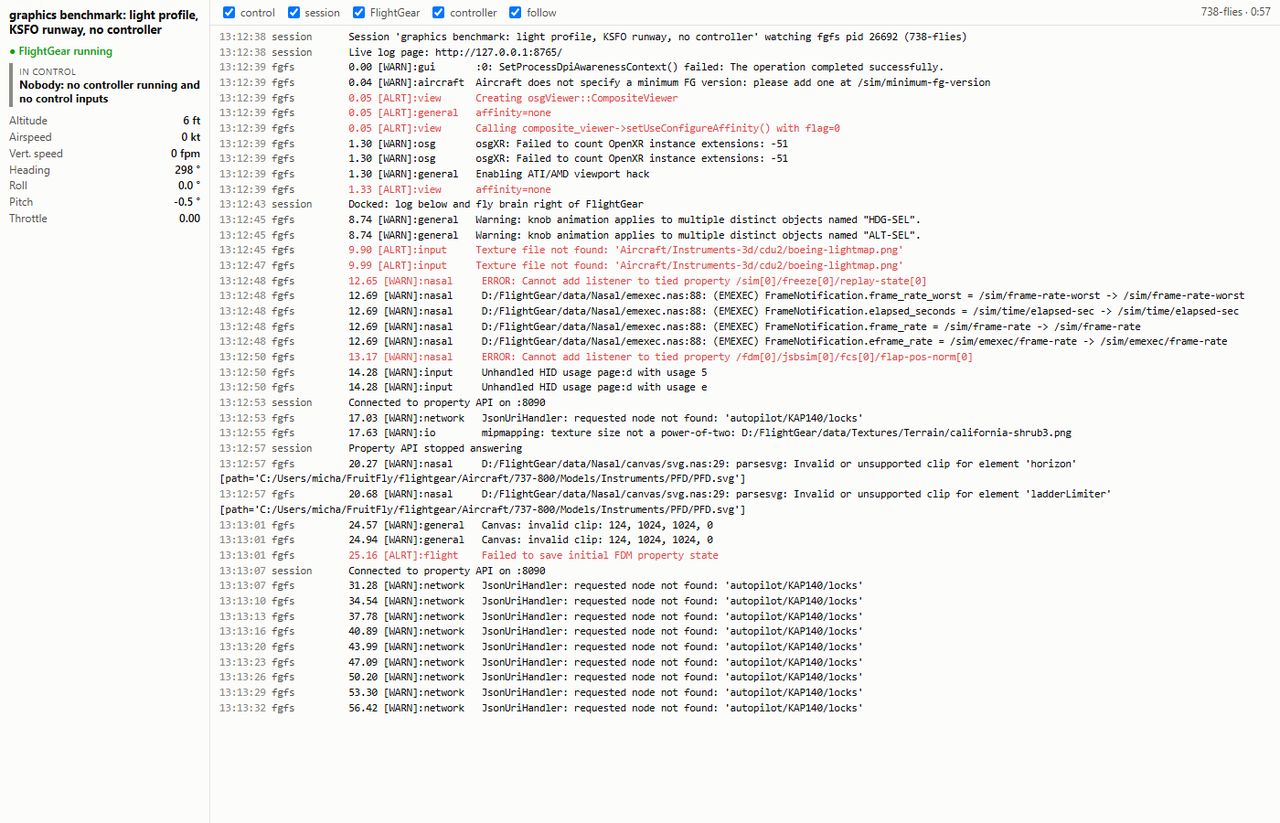 graphics benchmark: light profile,
KSFO runway, no controller
● FlightGear running
IN CONTROL
Nobody: no controller running and
no control inputs
Altitude 6 ft
Airspeed 0 kt
Vert. speed 0 fpm
Heading 298 °
Roll 0.0 °
Pitch -0.5 °
Throttle 0.00
control session FlightGear controller follow 738-flies · 0:57
13:12:38 session Session 'graphics benchmark: light profile, KSFO runway, no controller' watching fgfs pid 26692 (738-flies)
13:12:38 session Live log page: http://127.0.0.1:8765/
13:12:39 fgfs 0.00 [WARN]:gui :0: SetProcessDpiAwarenessContext() failed: The operation completed successfully.
13:12:39 fgfs 0.04 [WARN]:aircraft Aircraft does not specify a minimum FG version: please add one at /sim/minimum-fg-version
13:12:39 fgfs 0.05 [ALRT]:view Creating osgViewer::CompositeViewer
13:12:39 fgfs 0.05 [ALRT]:general affinity=none
13:12:39 fgfs 0.05 [ALRT]:view Calling composite_viewer->setUseConfigureAffinity() with flag=0
13:12:39 fgfs 1.30 [WARN]:osg osgXR: Failed to count OpenXR instance extensions: -51
13:12:39 fgfs 1.30 [WARN]:osg osgXR: Failed to count OpenXR instance extensions: -51
13:12:39 fgfs 1.30 [WARN]:general Enabling ATI/AMD viewport hack
13:12:39 fgfs 1.33 [ALRT]:view affinity=none
13:12:43 session Docked: log below and fly brain right of FlightGear
13:12:45 fgfs 8.74 [WARN]:general Warning: knob animation applies to multiple distinct objects named "HDG-SEL".
13:12:45 fgfs 8.74 [WARN]:general Warning: knob animation applies to multiple distinct objects named "ALT-SEL".
13:12:45 fgfs 9.90 [ALRT]:input Texture file not found: 'Aircraft/Instruments-3d/cdu2/boeing-lightmap.png'
13:12:47 fgfs 9.99 [ALRT]:input Texture file not found: 'Aircraft/Instruments-3d/cdu2/boeing-lightmap.png'
13:12:48 fgfs 12.65 [WARN]:nasal ERROR: Cannot add listener to tied property /sim[0]/freeze[0]/replay-state[0]
13:12:48 fgfs 12.69 [WARN]:nasal D:/FlightGear/data/Nasal/emexec.nas:88: (EMEXEC) FrameNotification.frame_rate_worst = /sim/frame-rate-worst -> /sim/frame-rate-worst
13:12:48 fgfs 12.69 [WARN]:nasal D:/FlightGear/data/Nasal/emexec.nas:88: (EMEXEC) FrameNotification.elapsed_seconds = /sim/time/elapsed-sec -> /sim/time/elapsed-sec
13:12:48 fgfs 12.69 [WARN]:nasal D:/FlightGear/data/Nasal/emexec.nas:88: (EMEXEC) FrameNotification.frame_rate = /sim/frame-rate -> /sim/frame-rate
13:12:48 fgfs 12.69 [WARN]:nasal D:/FlightGear/data/Nasal/emexec.nas:88: (EMEXEC) FrameNotification.eframe_rate = /sim/emexec/frame-rate -> /sim/emexec/frame-rate
13:12:50 fgfs 13.17 [WARN]:nasal ERROR: Cannot add listener to tied property /fdm[0]/jsbsim[0]/fcs[0]/flap-pos-norm[0]
13:12:50 fgfs 14.28 [WARN]:input Unhandled HID usage page:d with usage 5
13:12:50 fgfs 14.28 [WARN]:input Unhandled HID usage page:d with usage e
13:12:53 session Connected to property API on :8090
13:12:53 fgfs 17.03 [WARN]:network JsonUriHandler: requested node not found: 'autopilot/KAP140/locks'
13:12:55 fgfs 17.63 [WARN]:io mipmapping: texture size not a power-of-two: D:/FlightGear/data/Textures/Terrain/california-shrub3.png
13:12:57 session Property API stopped answering
13:12:57 fgfs 20.27 [WARN]:nasal D:/FlightGear/data/Nasal/canvas/svg.nas:29: parsesvg: Invalid or unsupported clip for element 'horizon'
[path='C:/Users/micha/FruitFly/flightgear/Aircraft/737-800/Models/Instruments/PFD/PFD.svg']
13:12:57 fgfs 20.68 [WARN]:nasal D:/FlightGear/data/Nasal/canvas/svg.nas:29: parsesvg: Invalid or unsupported clip for element 'ladderLimiter'
[path='C:/Users/micha/FruitFly/flightgear/Aircraft/737-800/Models/Instruments/PFD/PFD.svg']
13:13:01 fgfs 24.57 [WARN]:general Canvas: invalid clip: 124, 1024, 1024, 0
13:13:01 fgfs 24.94 [WARN]:general Canvas: invalid clip: 124, 1024, 1024, 0
13:13:01 fgfs 25.16 [ALRT]:flight Failed to save initial FDM property state
13:13:07 session Connected to property API on :8090
13:13:07 fgfs 31.28 [WARN]:network JsonUriHandler: requested node not found: 'autopilot/KAP140/locks'
13:13:10 fgfs 34.54 [WARN]:network JsonUriHandler: requested node not found: 'autopilot/KAP140/locks'
13:13:13 fgfs 37.78 [WARN]:network JsonUriHandler: requested node not found: 'autopilot/KAP140/locks'
13:13:16 fgfs 40.89 [WARN]:network JsonUriHandler: requested node not found: 'autopilot/KAP140/locks'
13:13:20 fgfs 43.99 [WARN]:network JsonUriHandler: requested node not found: 'autopilot/KAP140/locks'
13:13:23 fgfs 47.09 [WARN]:network JsonUriHandler: requested node not found: 'autopilot/KAP140/locks'
13:13:26 fgfs 50.20 [WARN]:network JsonUriHandler: requested node not found: 'autopilot/KAP140/locks'
13:13:29 fgfs 53.30 [WARN]:network JsonUriHandler: requested node not found: 'autopilot/KAP140/locks'
13:13:32 fgfs 56.42 [WARN]:network JsonUriHandler: requested node not found: 'autopilot/KAP140/locks'